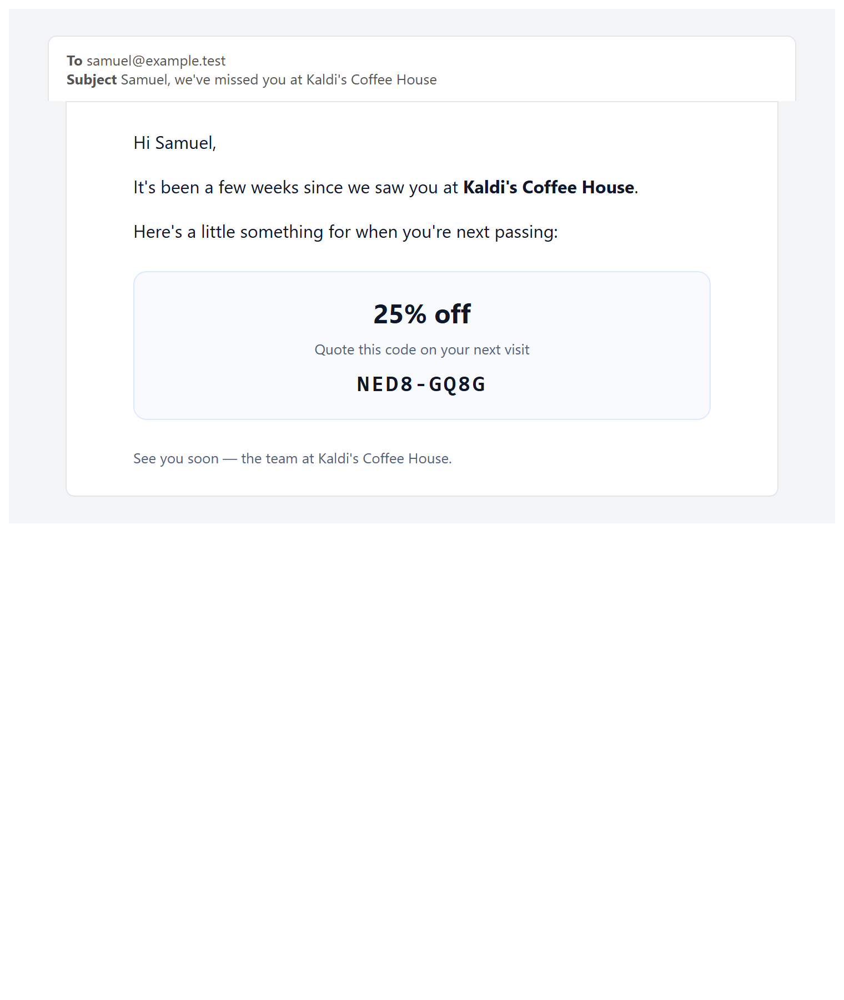 To samuel@example.test
Subject Samuel, we've missed you at Kaldi's Coffee House
Hi Samuel,
It's been a few weeks since we saw you at Kaldi's Coffee House.
Here's a little something for when you're next passing:
25% off
Quote this code on your next visit
NED8-GQ8G
See you soon — the team at Kaldi's Coffee House.